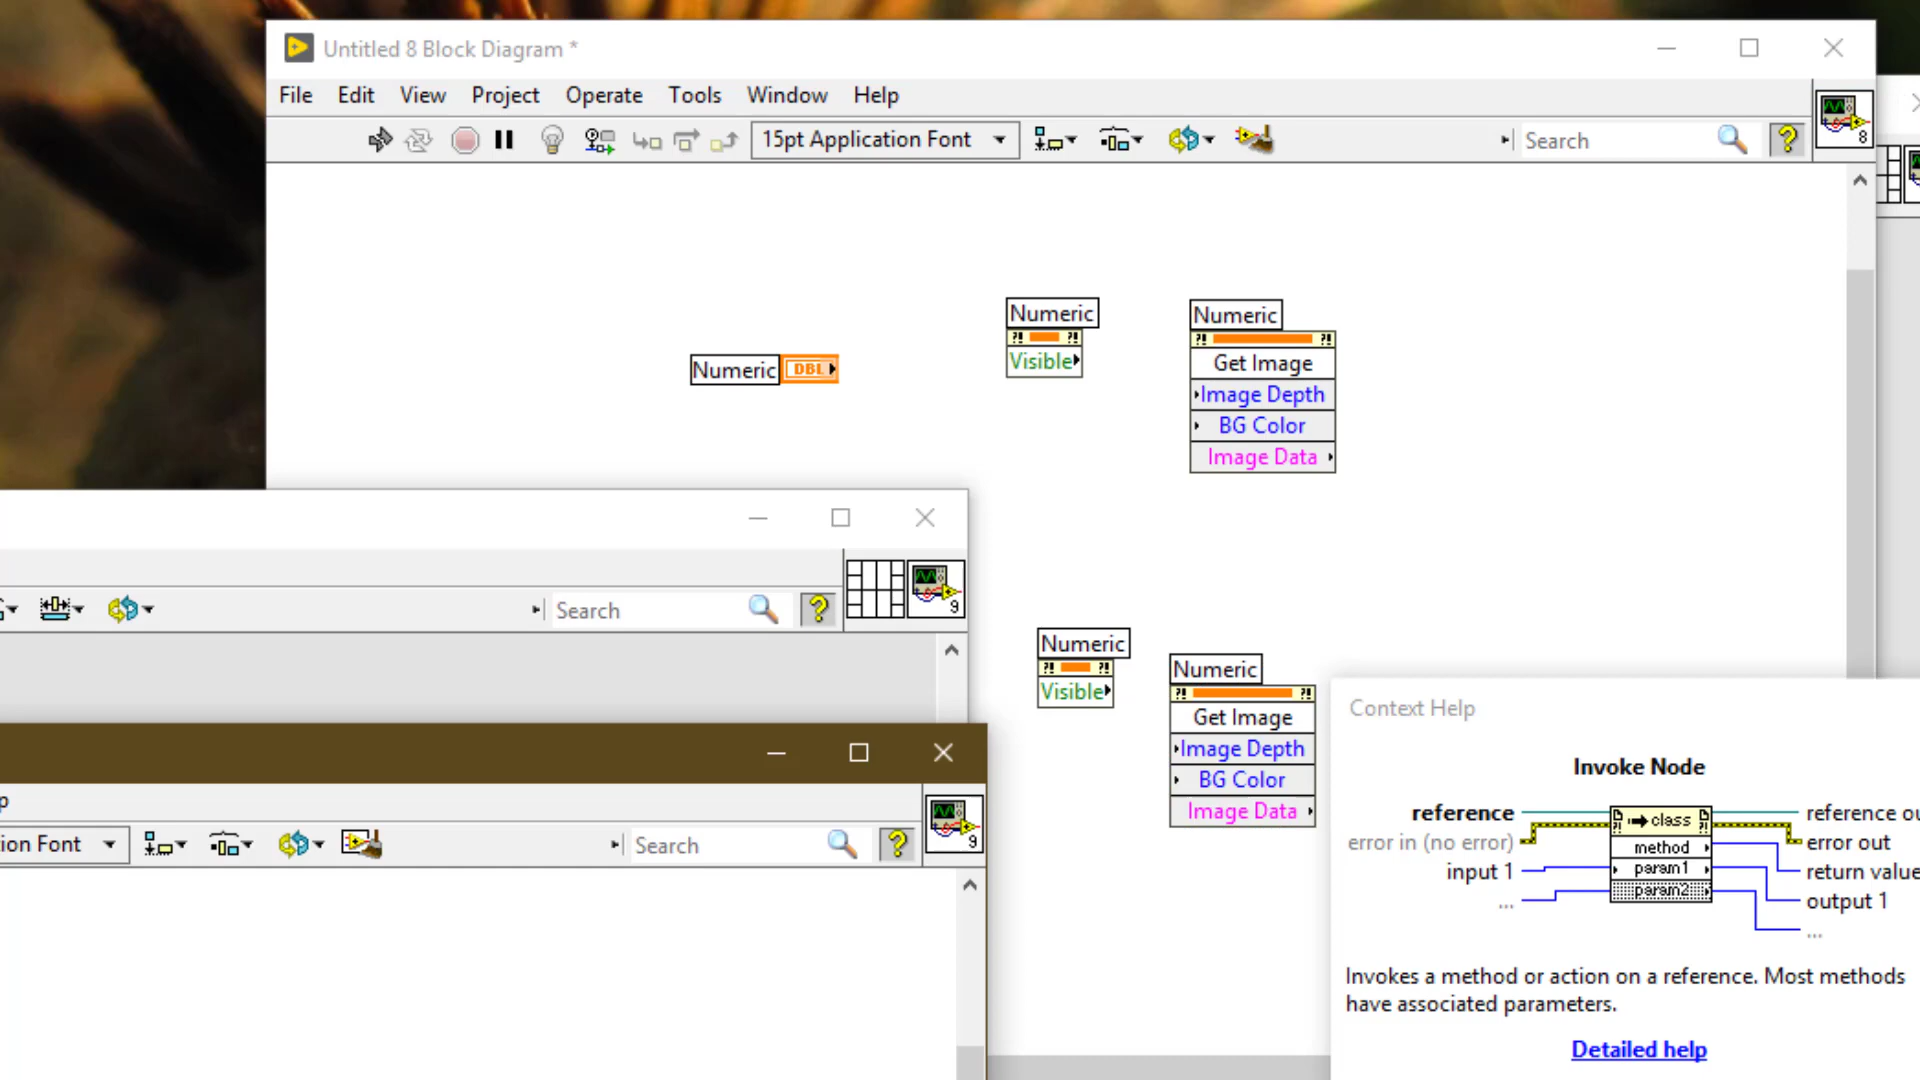 Untitled 8 Block Diagram *
File Edit View Project Operate Tools Window Help
15pt Application Font
Search
8
Numeric
Visible
Numeric
Get Image
Image Depth
BG Color
Image Data
Numeric
DBL
Search
9
Numeric
Visible
Numeric
Get Image
Image Depth
BG Color
Image Data
p
ion Font
Search
9
Context Help
Invoke Node
reference
error in (no error)
input 1
...
class
method
param1
param2
reference ou
error out
return value
output 1
...
Invokes a method or action on a reference. Most methods
have associated parameters.
Detailed help